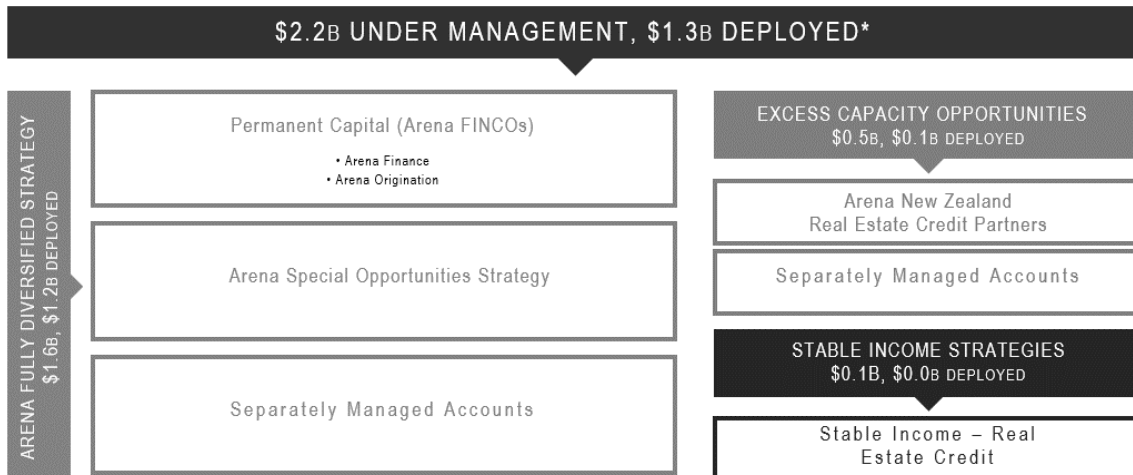 $2.2B UNDER MANAGEMENT, $1.3B DEPLOYED*
ARENA FULLY DIVERSIFIED STRATEGY
$1.6B, $1.2B DEPLOYED
Permanent Capital (Arena FINCOs)
• Arena Finance
• Arena Origination
Arena Special Opportunities Strategy
Separately Managed Accounts
EXCESS CAPACITY OPPORTUNITIES
$0.5B, $0.1B DEPLOYED
Arena New Zealand
Real Estate Credit Partners
Separately Managed Accounts
STABLE INCOME STRATEGIES
$0.1B, $0.0B DEPLOYED
Stable Income – Real
Estate Credit